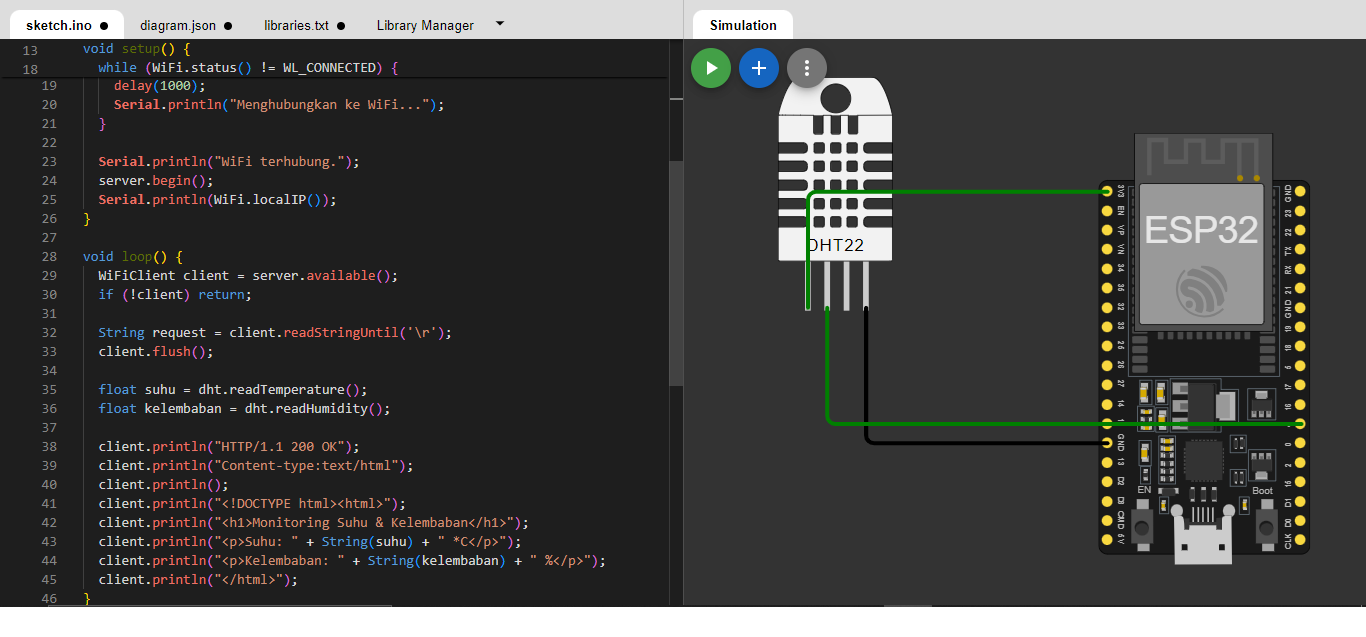 sketch.ino ●
diagram.json ●
libraries.txt ●
Library Manager
Simulation
13 void setup() {
18 while (WiFi.status() != WL_CONNECTED) {
19 delay(1000);
20 Serial.println("Menghubungkan ke WiFi...");
21 }
22
23 Serial.println("WiFi terhubung.");
24 server.begin();
25 Serial.println(WiFi.localIP());
26 }
27
28 void loop() {
29 WiFiClient client = server.available();
30 if (!client) return;
31
32 String request = client.readStringUntil('\r');
33 client.flush();
34
35 float suhu = dht.readTemperature();
36 float kelembaban = dht.readHumidity();
37
38 client.println("HTTP/1.1 200 OK");
39 client.println("Content-type:text/html");
40 client.println();
41 client.println("<!DOCTYPE html><html>");
42 client.println("<h1>Monitoring Suhu & Kelembaban</h1>");
43 client.println("<p>Suhu: " + String(suhu) + " *C</p>");
44 client.println("<p>Kelembaban: " + String(kelembaban) + " %</p>");
45 client.println("</html>");
46 }
DHT22
ESP32
3V3
EN
VP
VN
34
35
32
33
25
26
27
14
GND
13
D2
D3
CMD
5V
GND
23
22
TX
RX
21
GND
19
18
5
17
16
0
2
15
D1
D0
CLK
EN
Boot